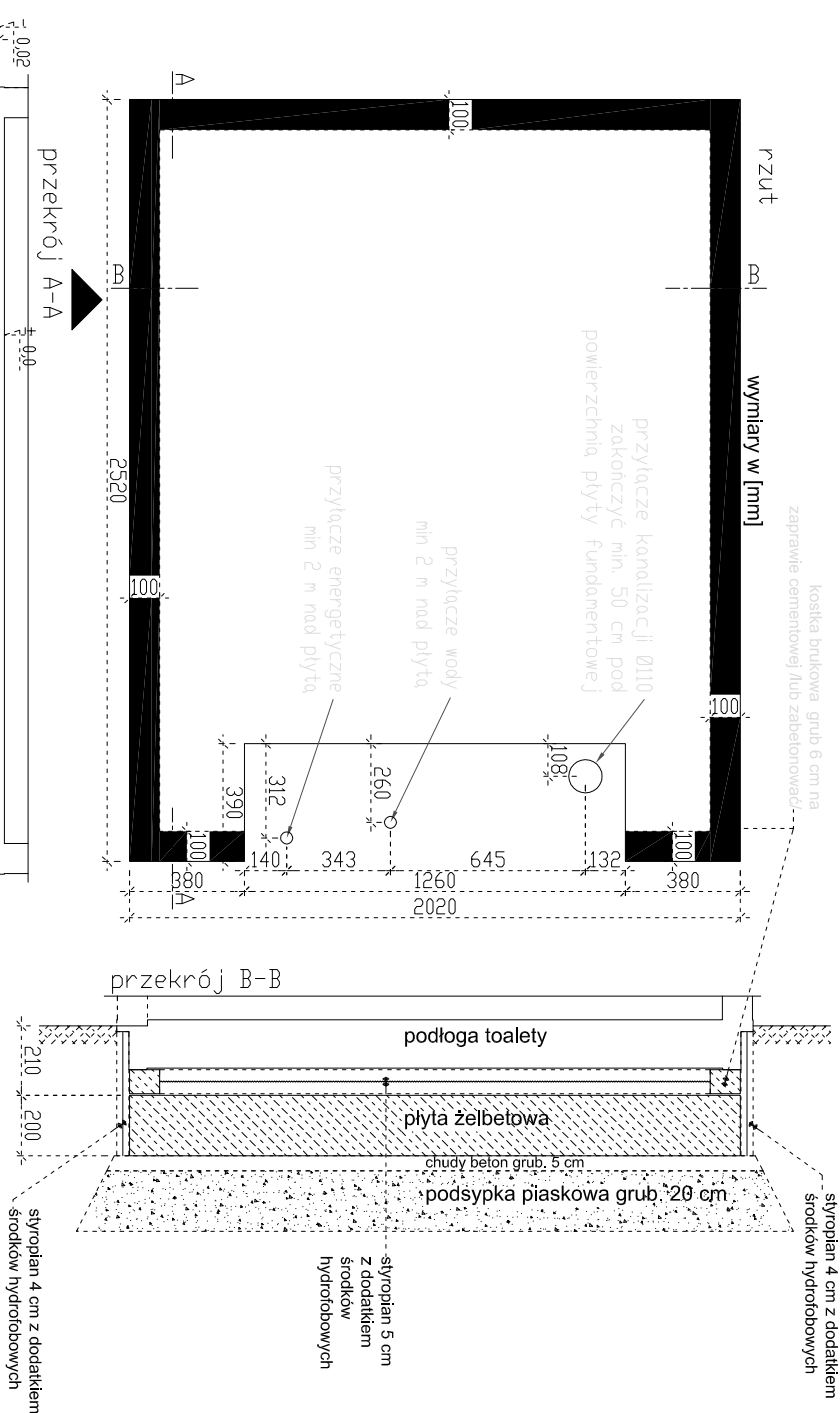 rzut
wymiary w [mm]
kostka brukowa grub 6 cm na
zaprawie cementowej /lub zabetonować/
A
100
B
B
przyłącze kanalizacji Ø110
zakończyć min. 50 cm pod
powierzchnią płyty fundamentowej
przyłącze wody
min 2 m nad płytą
przyłącze energetyczne
min 2 m nad płytą
100
100
2520
108
260
312
390
100
100
140
343
645
132
380
1260
380
2020
A
przekrój A-A
- 0,02
± 0,0
przekrój B-B
podłoga toalety
płyta żelbetowa
chudy beton grub. 5 cm
podsypka piaskowa grub. 20 cm
210
200
styropian 4 cm z dodatkiem
środków hydrofobowych
styropian 5 cm
z dodatkiem
środków
hydrofobowych
styropian 4 cm z dodatkiem
środków hydrofobowych